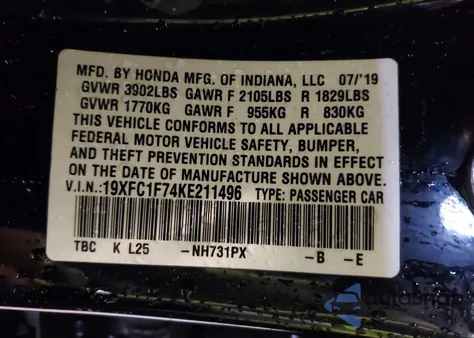 MFD. BY HONDA MFG. OF INDIANA, LLC 07/'19
GVWR 3902LBS GAWR F 2105LBS R 1829LBS
GVWR 1770KG GAWR F 955KG R 830KG
THIS VEHICLE CONFORMS TO ALL APPLICABLE
FEDERAL MOTOR VEHICLE SAFETY, BUMPER,
AND THEFT PREVENTION STANDARDS IN EFFECT
ON THE DATE OF MANUFACTURE SHOWN ABOVE.
V.I.N.:19XFC1F74KE211496 TYPE: PASSENGER CAR
TBC K L25 -NH731PX -B -E